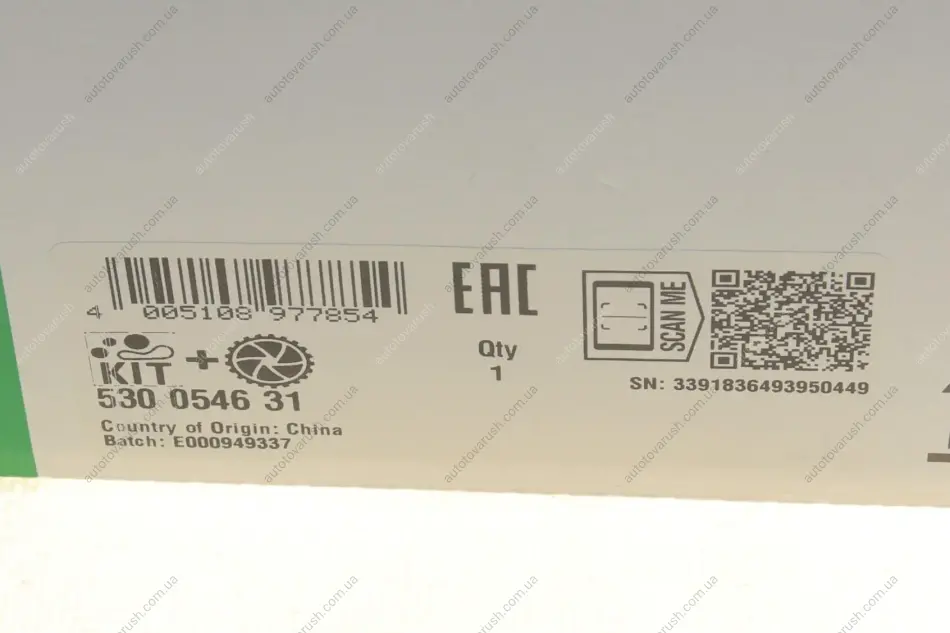 4 005108 977854
EAC
Qty
1
SCAN ME
SN: 3391836493950449
KIT +
530 0546 31
Country of Origin: China
Batch: E000949337
autotovarush.com.ua